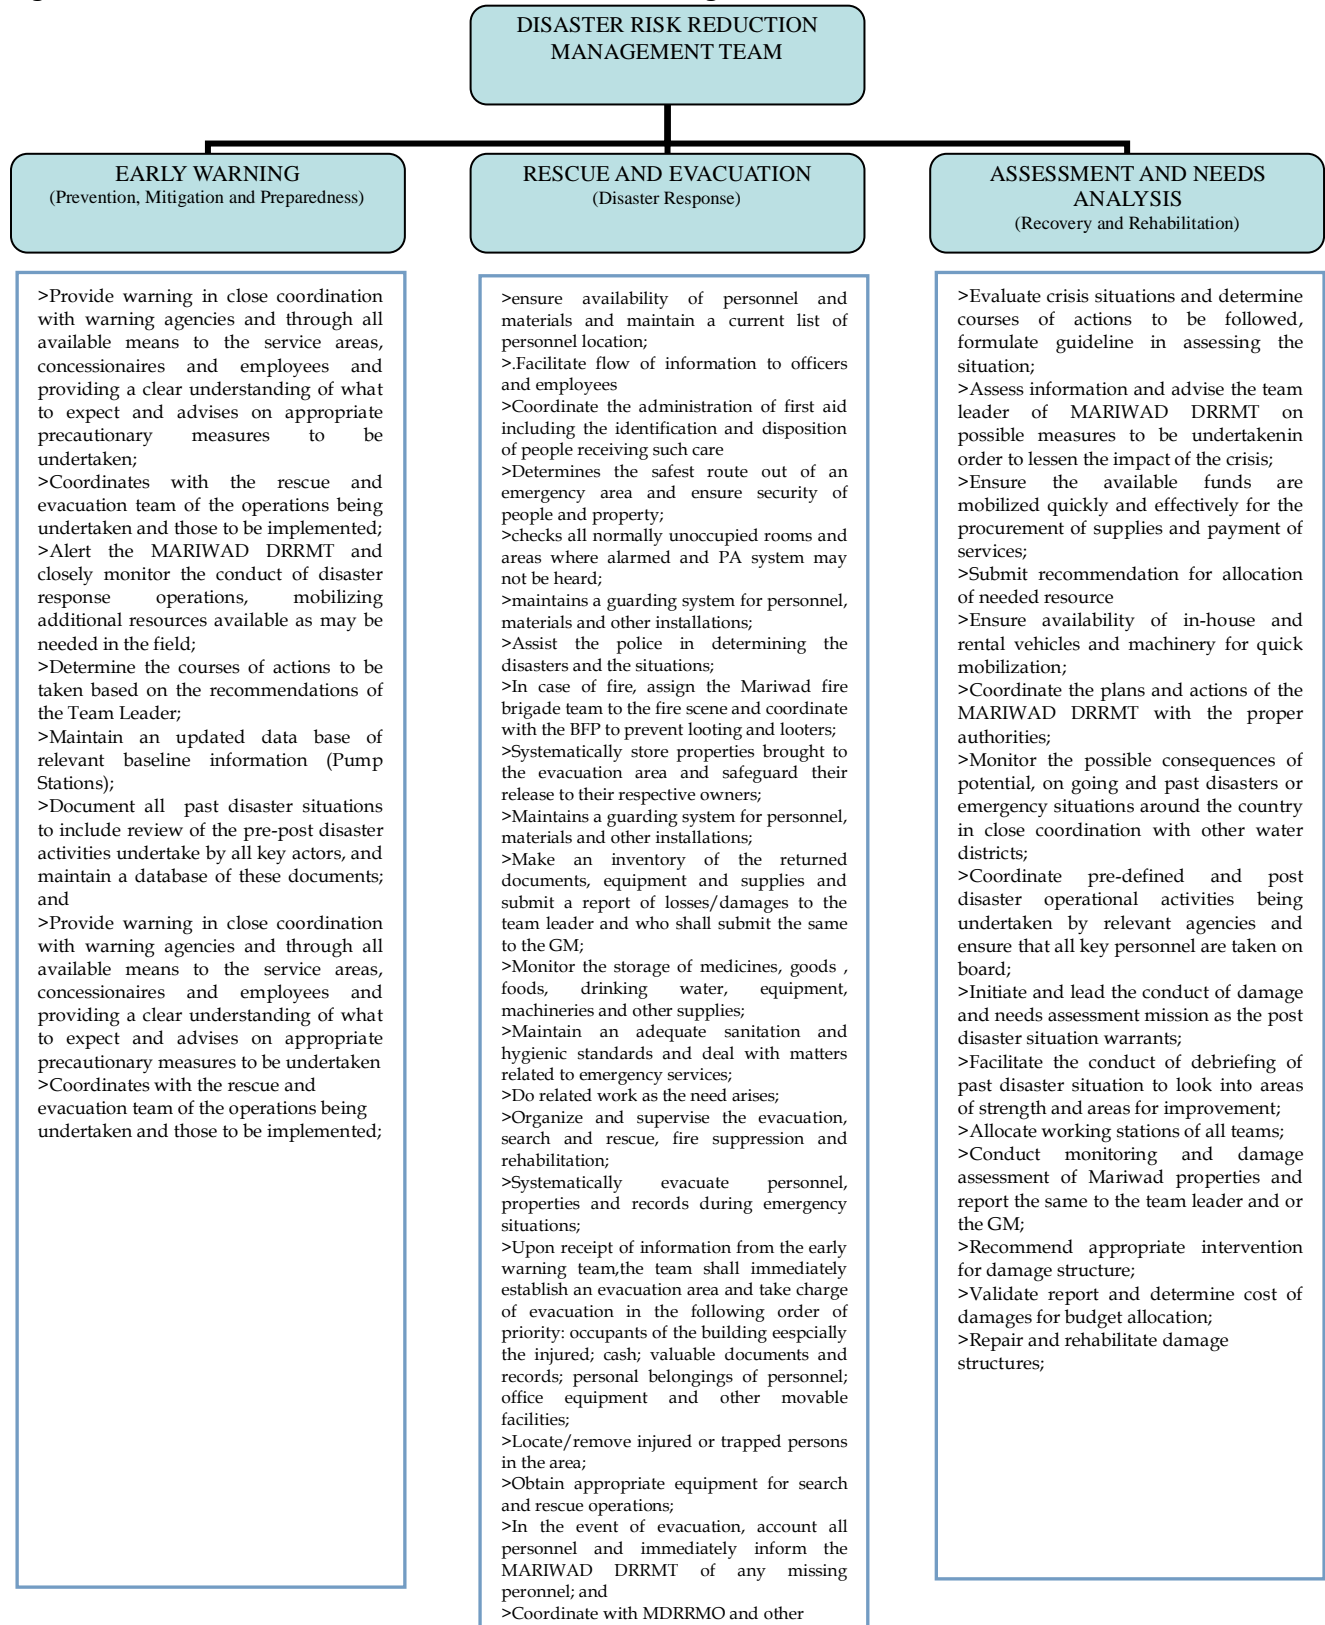 DISASTER RISK REDUCTION
MANAGEMENT TEAM
EARLY WARNING
(Prevention, Mitigation and Preparedness)
RESCUE AND EVACUATION
(Disaster Response)
ASSESSMENT AND NEEDS
ANALYSIS
(Recovery and Rehabilitation)
>Provide warning in close coordination
with warning agencies and through all
available means to the service areas,
concessionaires and employees and
providing a clear understanding of what
to expect and advises on appropriate
precautionary measures to be
undertaken;
>Coordinates with the rescue and
evacuation team of the operations being
undertaken and those to be implemented;
>Alert the MARIWAD DRRMT and
closely monitor the conduct of disaster
response operations, mobilizing
additional resources available as may be
needed in the field;
>Determine the courses of actions to be
taken based on the recommendations of
the Team Leader;
>Maintain an updated data base of
relevant baseline information (Pump
Stations);
>Document all past disaster situations
to include review of the pre-post disaster
activities undertake by all key actors, and
maintain a database of these documents;
and
>Provide warning in close coordination
with warning agencies and through all
available means to the service areas,
concessionaires and employees and
providing a clear understanding of what
to expect and advises on appropriate
precautionary measures to be undertaken
>Coordinates with the rescue and
evacuation team of the operations being
undertaken and those to be implemented;
>ensure availability of personnel and
materials and maintain a current list of
personnel location;
>.Facilitate flow of information to officers
and employees
>Coordinate the administration of first aid
including the identification and disposition
of people receiving such care
>Determines the safest route out of an
emergency area and ensure security of
people and property;
>checks all normally unoccupied rooms and
areas where alarmed and PA system may
not be heard;
>maintains a guarding system for personnel,
materials and other installations;
>Assist the police in determining the
disasters and the situations;
>In case of fire, assign the Mariwad fire
brigade team to the fire scene and coordinate
with the BFP to prevent looting and looters;
>Systematically store properties brought to
the evacuation area and safeguard their
release to their respective owners;
>Maintains a guarding system for personnel,
materials and other installations;
>Make an inventory of the returned
documents, equipment and supplies and
submit a report of losses/damages to the
team leader and who shall submit the same
to the GM;
>Monitor the storage of medicines, goods ,
foods, drinking water, equipment,
machineries and other supplies;
>Maintain an adequate sanitation and
hygienic standards and deal with matters
related to emergency services;
>Do related work as the need arises;
>Organize and supervise the evacuation,
search and rescue, fire suppression and
rehabilitation;
>Systematically evacuate personnel,
properties and records during emergency
situations;
>Upon receipt of information from the early
warning team,the team shall immediately
establish an evacuation area and take charge
of evacuation in the following order of
priority: occupants of the building eespcially
the injured; cash; valuable documents and
records; personal belongings of personnel;
office equipment and other movable
facilities;
>Locate/remove injured or trapped persons
in the area;
>Obtain appropriate equipment for search
and rescue operations;
>In the event of evacuation, account all
personnel and immediately inform the
MARIWAD DRRMT of any missing
peronnel; and
>Coordinate with MDRRMO and other
>Evaluate crisis situations and determine
courses of actions to be followed,
formulate guideline in assessing the
situation;
>Assess information and advise the team
leader of MARIWAD DRRMT on
possible measures to be undertakenin
order to lessen the impact of the crisis;
>Ensure the available funds are
mobilized quickly and effectively for the
procurement of supplies and payment of
services;
>Submit recommendation for allocation
of needed resource
>Ensure availability of in-house and
rental vehicles and machinery for quick
mobilization;
>Coordinate the plans and actions of the
MARIWAD DRRMT with the proper
authorities;
>Monitor the possible consequences of
potential, on going and past disasters or
emergency situations around the country
in close coordination with other water
districts;
>Coordinate pre-defined and post
disaster operational activities being
undertaken by relevant agencies and
ensure that all key personnel are taken on
board;
>Initiate and lead the conduct of damage
and needs assessment mission as the post
disaster situation warrants;
>Facilitate the conduct of debriefing of
past disaster situation to look into areas
of strength and areas for improvement;
>Allocate working stations of all teams;
>Conduct monitoring and damage
assessment of Mariwad properties and
report the same to the team leader and or
the GM;
>Recommend appropriate intervention
for damage structure;
>Validate report and determine cost of
damages for budget allocation;
>Repair and rehabilitate damage
structures;